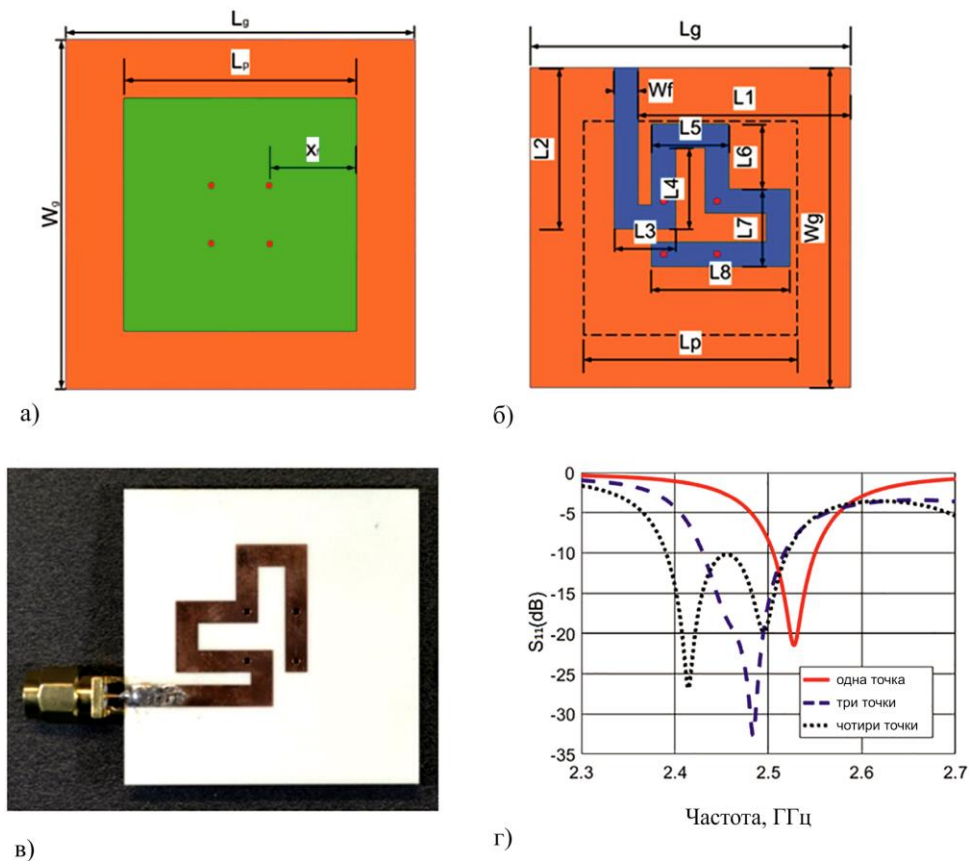 Lg
Lp
X
Wg
а)
Lg
Wf
L1
L5
L2
L6
L4
L3
L7
Wg
L8
Lp
б)
в)
0
-5
-10
-15
-20
-25
-30
-35
S11(dB)
одна точка
три точки
чотири точки
2.3
2.4
2.5
2.6
2.7
Частота, ГГц
г)